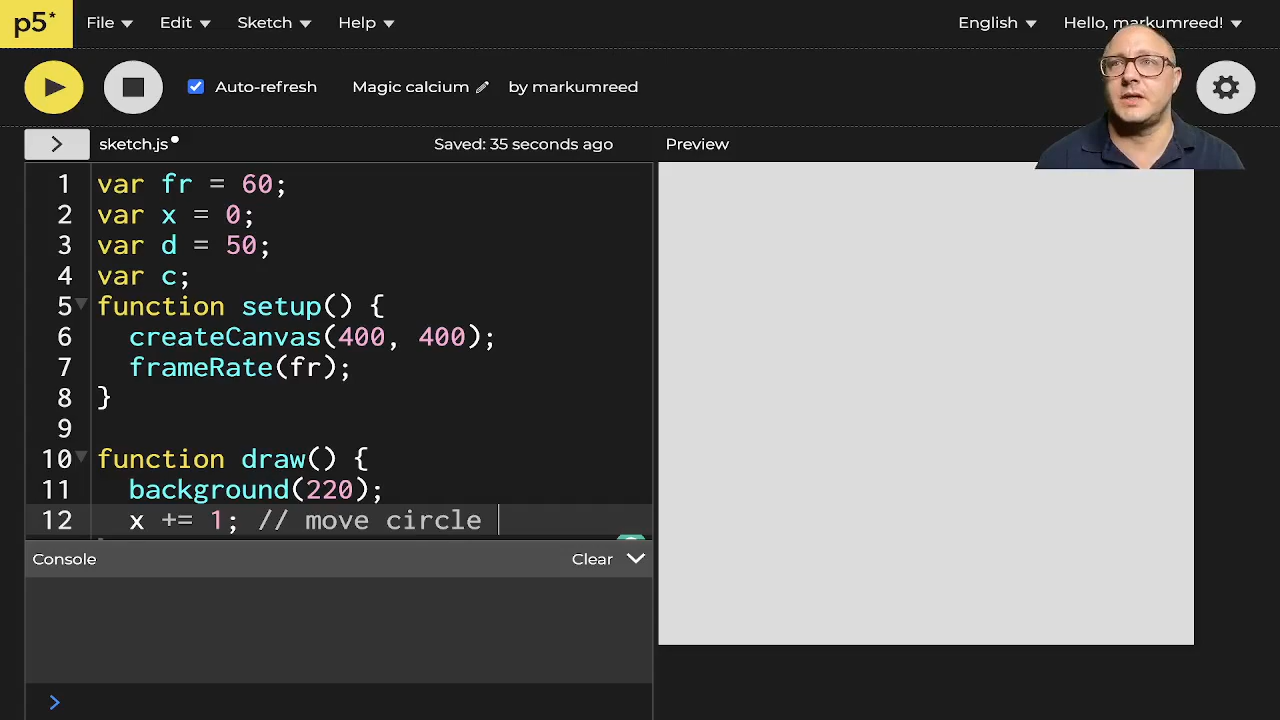 p5* File Edit Sketch Help English Hello, markumreed!
Auto-refresh Magic calcium by markumreed
> sketch.js Saved: 35 seconds ago Preview
1 var fr = 60;
2 var x = 0;
3 var d = 50;
4 var c;
5 function setup() {
6 createCanvas(400, 400);
7 frameRate(fr);
8 }
9
10 function draw() {
11 background(220);
12 x += 1; // move circle
Console Clear
>